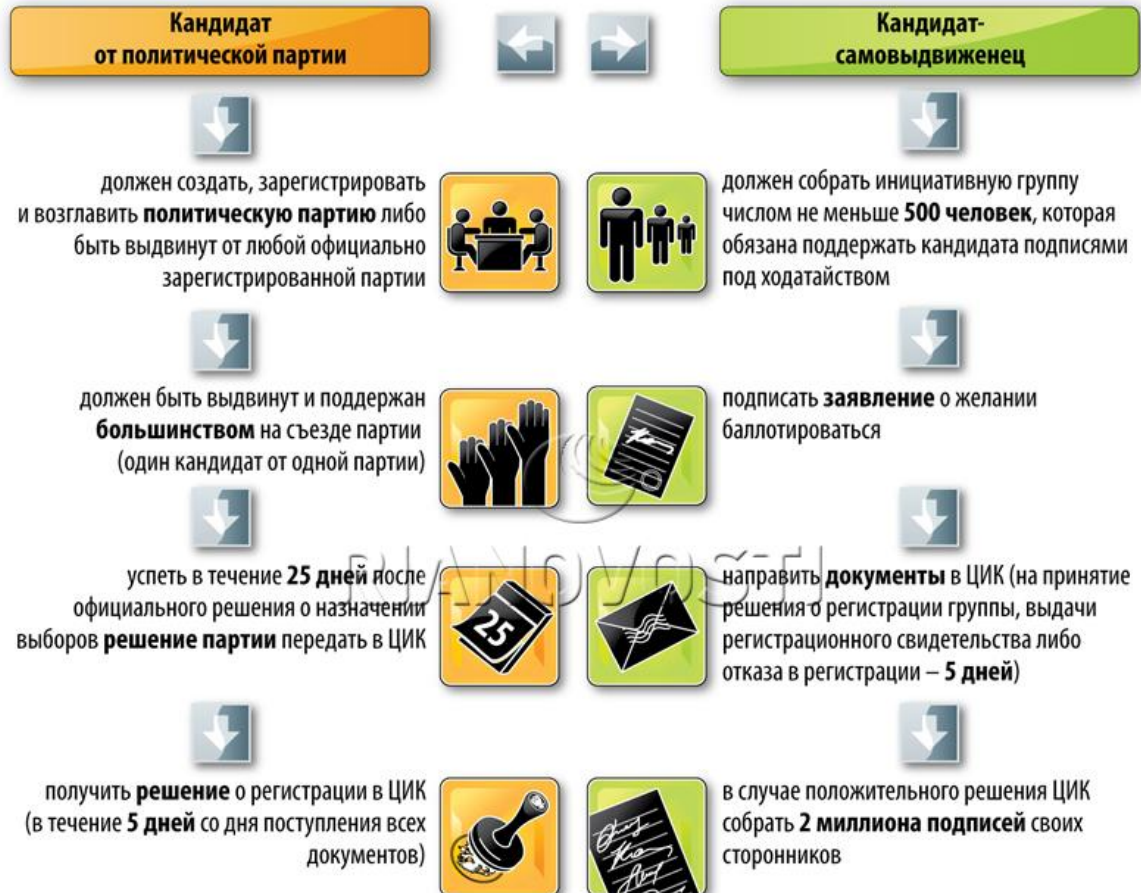 Кандидат
от политической партии
Кандидат-
самовыдвиженец
должен создать, зарегистрировать
и возглавить политическую партию либо
быть выдвинут от любой официально
зарегистрированной партии
должен собрать инициативную группу
числом не меньше 500 человек, которая
обязана поддержать кандидата подписями
под ходатайством
должен быть выдвинут и поддержан
большинством на съезде партии
(один кандидат от одной партии)
подписать заявление о желании
баллотироваться
RIANOVOSTI
успеть в течение 25 дней после
официального решения о назначении
выборов решение партии передать в ЦИК
25
направить документы в ЦИК (на принятие
решения о регистрации группы, выдачи
регистрационного свидетельства либо
отказа в регистрации – 5 дней)
получить решение о регистрации в ЦИК
(в течение 5 дней со дня поступления всех
документов)
в случае положительного решения ЦИК
собрать 2 миллиона подписей своих
сторонников